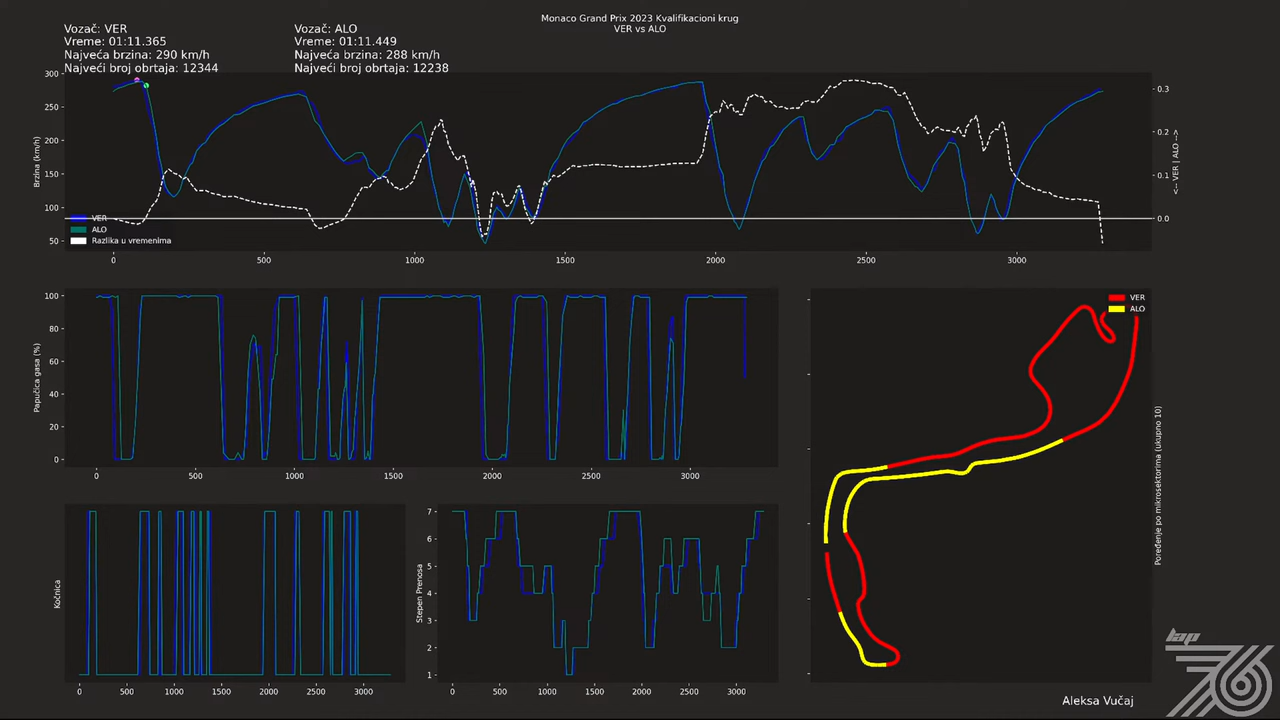 Monaco Grand Prix 2023 Kvalifikacioni krug
VER vs ALO
Vozač: VER
Vreme: 01:11.365
Najveća brzina: 290 km/h
Najveći broj obrtaja: 12344
Vozač: ALO
Vreme: 01:11.449
Najveća brzina: 288 km/h
Najveći broj obrtaja: 12238
Brzina (km/h)
300
250
200
150
100
50
VER
ALO
Razlika u vremenima
0 500 1000 1500 2000 2500 3000
0.3
0.2
0.1
0.0
<-- VER | ALO -->
Papučica gasa (%)
100
80
60
40
20
0
0 500 1000 1500 2000 2500 3000
Kočnica
0 500 1000 1500 2000 2500 3000
Stepen Prenosa
7
6
5
4
3
2
1
0 500 1000 1500 2000 2500 3000
VER
ALO
Poređenje po mikrosektorima (ukupno 10)
lap
76
Aleksa Vučaj